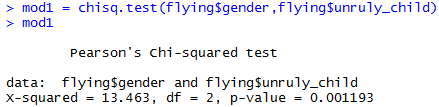 > mod1 = chisq.test(flying$gender,flying$unruly_child)
> mod1
Pearson's Chi-squared test
data:  flying$gender and flying$unruly_child
X-squared = 13.463, df = 2, p-value = 0.001193